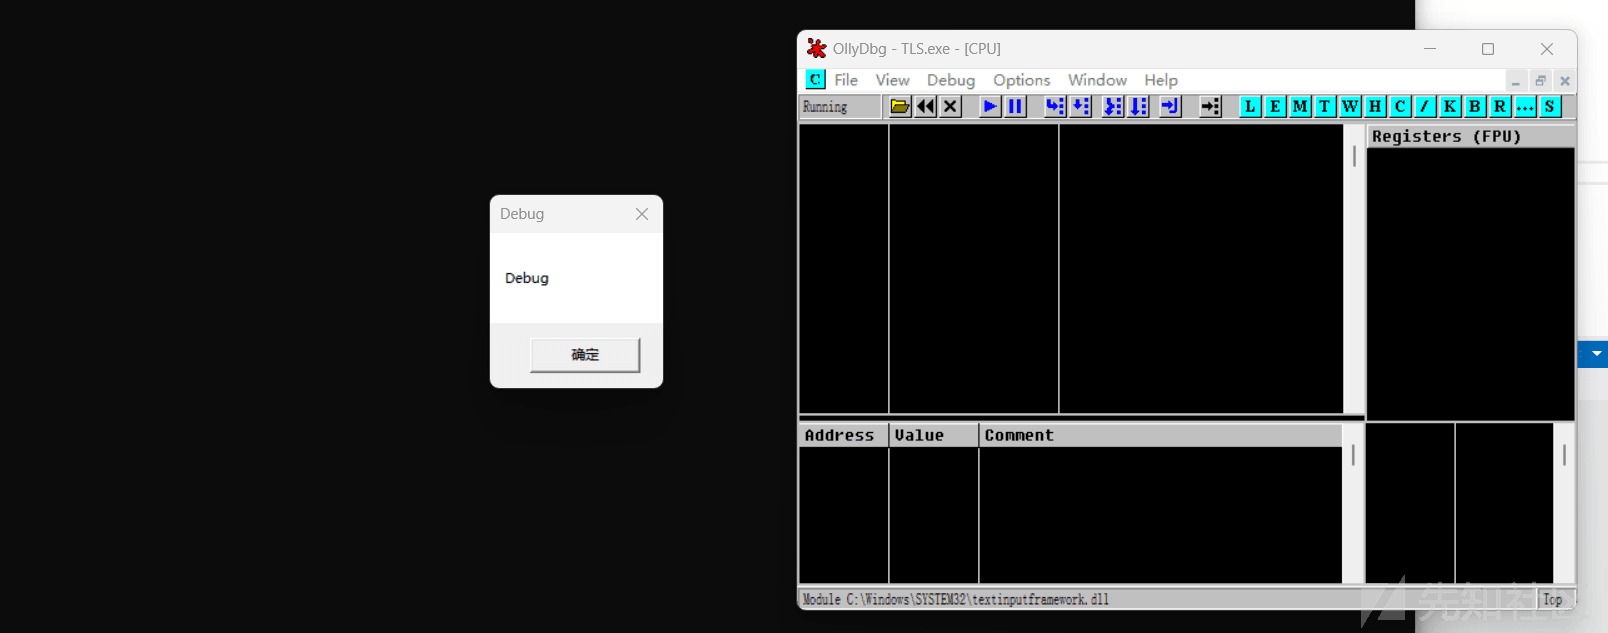 OllyDbg - TLS.exe - [CPU]
C File View Debug Options Window Help
Running
L E M T W H C / K B R ... S
Registers (FPU)
Debug
Debug
确定
Address Value Comment
Module C:\Windows\SYSTEM32\textinputframework.dll
Top
先知社区